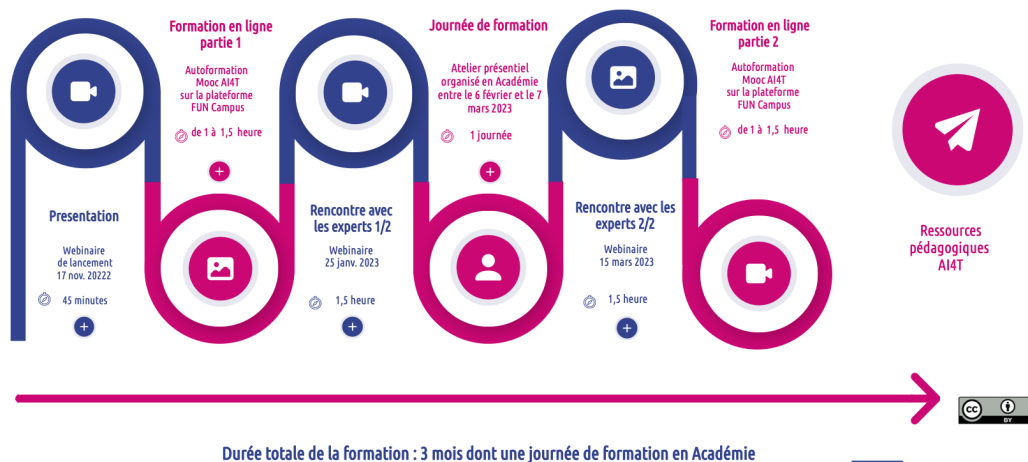 Formation en ligne
partie 1
Autoformation
Mooc AI4T
sur la plateforme
FUN Campus
de 1 à 1,5 heure
Journée de formation
Atelier présentiel
organisé en Académie
entre le 6 février et le 7
mars 2023
1 journée
Formation en ligne
partie 2
Autoformation
Mooc AI4T
sur la plateforme
FUN Campus
de 1 à 1,5 heure
Presentation
Webinaire
de lancement
17 nov. 20222
45 minutes
Rencontre avec
les experts 1/2
Webinaire
25 janv. 2023
1,5 heure
Rencontre avec les
experts 2/2
Webinaire
15 mars 2023
1,5 heure
Ressources
pédagogiques
AI4T
cc
BY
Durée totale de la formation : 3 mois dont une journée de formation en Académie